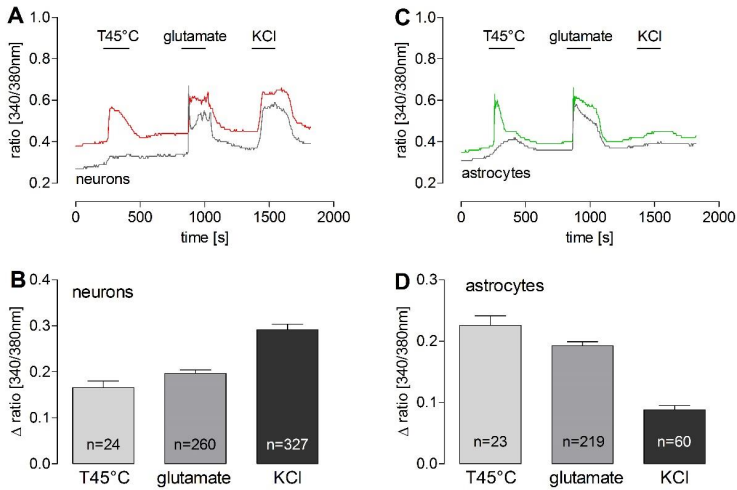 A
T45°C glutamate KCl
ratio [340/380nm]
1.0
0.8
0.6
0.4
0.2
neurons
0 500 1000 1500 2000
time [s]
C
T45°C glutamate KCl
ratio [340/380nm]
1.0
0.8
0.6
0.4
0.2
astrocytes
0 500 1000 1500 2000
time [s]
B
neurons
Δ ratio [340/380nm]
0.4
0.3
0.2
0.1
0.0
n=24 n=260 n=327
T45°C glutamate KCl
D
astrocytes
Δ ratio [340/380nm]
0.3
0.2
0.1
0.0
n=23 n=219 n=60
T45°C glutamate KCl